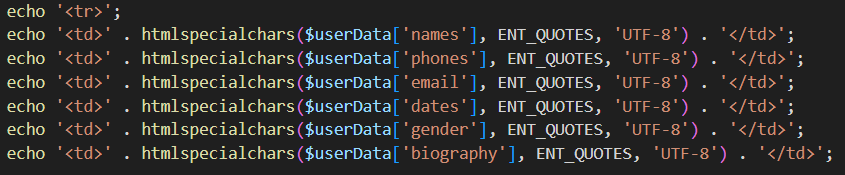 echo '<tr>';
echo '<td>' . htmlspecialchars($userData['names'], ENT_QUOTES, 'UTF-8') . '</td>';
echo '<td>' . htmlspecialchars($userData['phones'], ENT_QUOTES, 'UTF-8') . '</td>';
echo '<td>' . htmlspecialchars($userData['email'], ENT_QUOTES, 'UTF-8') . '</td>';
echo '<td>' . htmlspecialchars($userData['dates'], ENT_QUOTES, 'UTF-8') . '</td>';
echo '<td>' . htmlspecialchars($userData['gender'], ENT_QUOTES, 'UTF-8') . '</td>';
echo '<td>' . htmlspecialchars($userData['biography'], ENT_QUOTES, 'UTF-8') . '</td>';